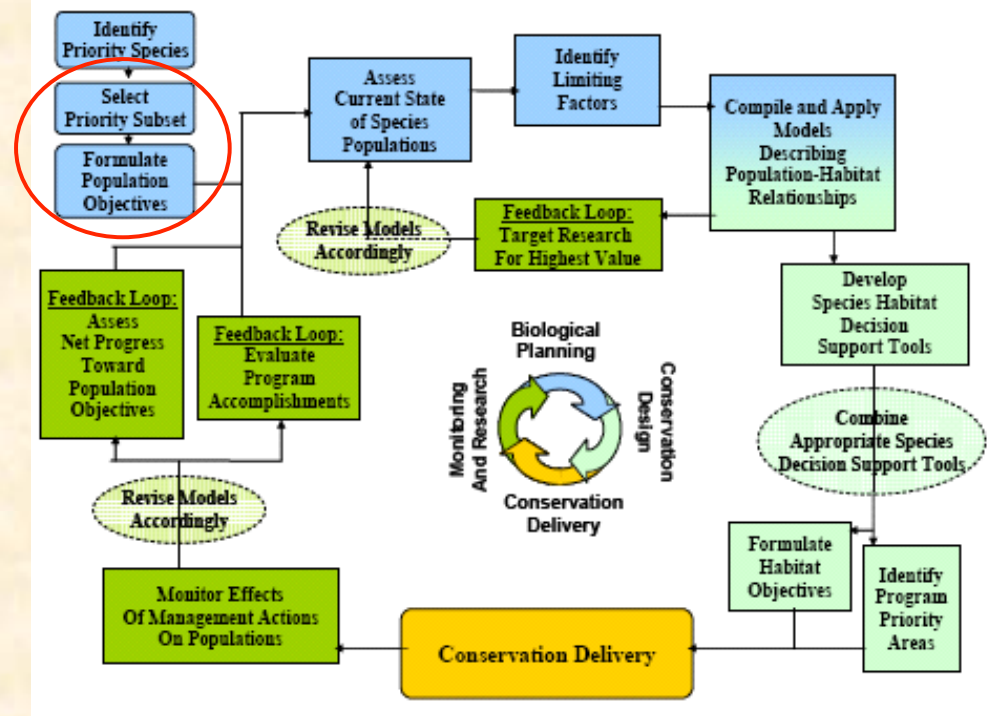 Identify
Priority Species
Select
Priority Subset
Formulate
Population
Objectives
Assess
Current State
of Species
Populations
Identify
Limiting
Factors
Compile and Apply
Models
Describing
Population-Habitat
Relationships
Revise Models
Accordingly
Feedback Loop:
Target Research
For Highest Value
Develop
Species Habitat
Decision
Support Tools
Feedback Loop:
Assess
Net Progress
Toward
Population
Objectives
Feedback Loop:
Evaluate
Program
Accomplishments
Biological
Planning
Conservation
Design
Conservation
Delivery
Monitoring
And Research
Combine
Appropriate Species
Decision Support Tools
Revise Models
Accordingly
Formulate
Habitat
Objectives
Identify
Program
Priority
Areas
Monitor Effects
Of Management Actions
On Populations
Conservation Delivery